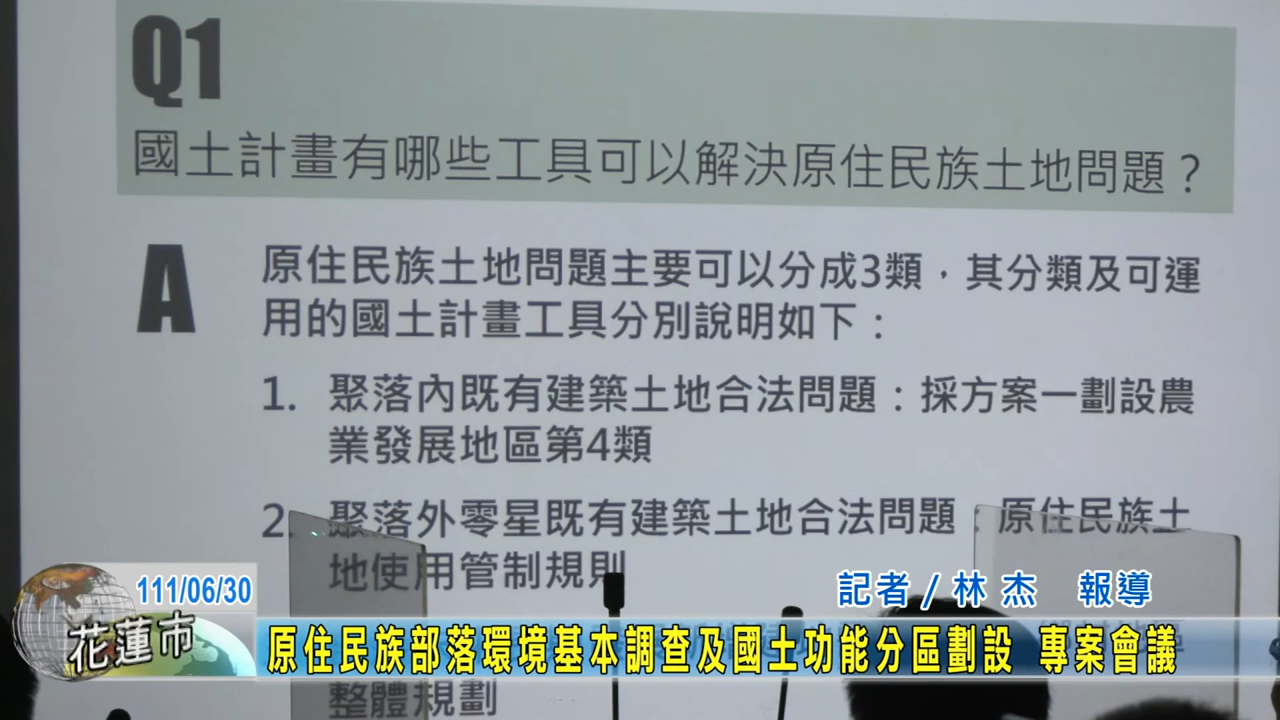 Q1
國土計畫有哪些工具可以解決原住民族土地問題？
A
原住民族土地問題主要可以分成3類，其分類及可運
用的國土計畫工具分別說明如下：
1. 聚落內既有建築土地合法問題：採方案一劃設農
業發展地區第4類
2. 聚落外零星既有建築土地合法問題：原住民族土
地使用管制規則
整體規劃
111/06/30
花蓮市
記者/林 杰 報導
原住民族部落環境基本調查及國土功能分區劃設 專案會議